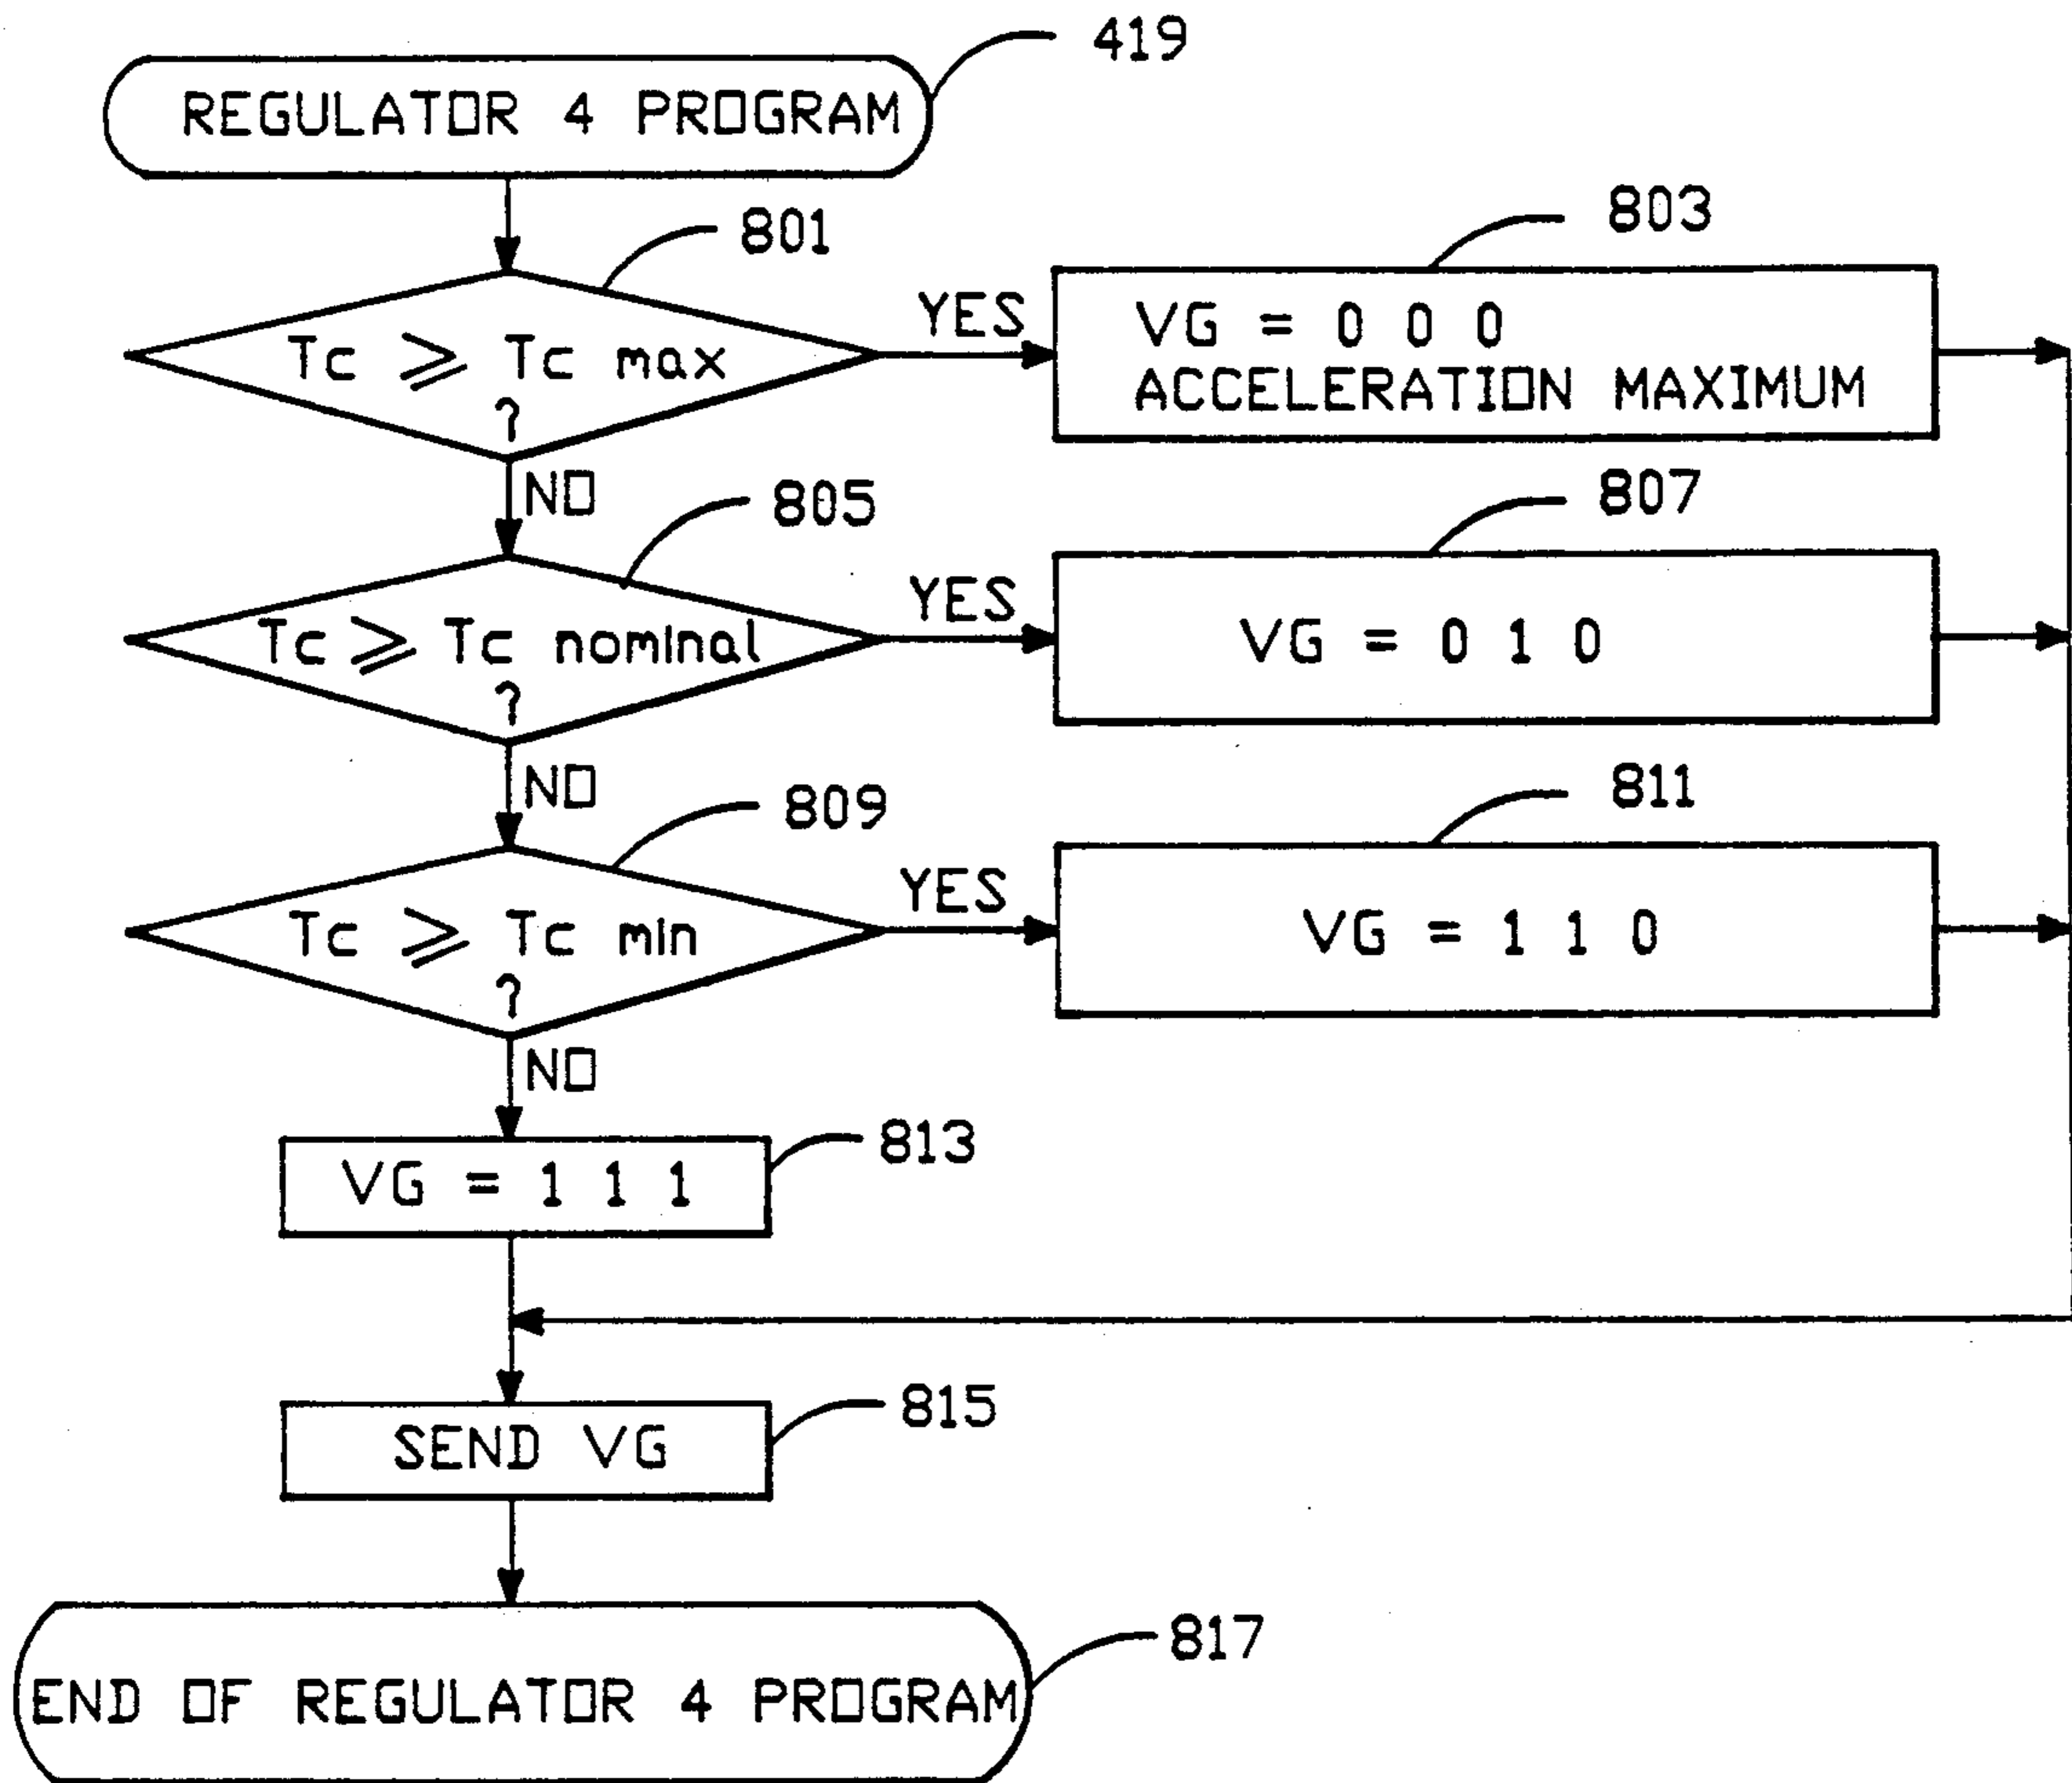 419
REGULATOR 4 PROGRAM
801
803
Tc ⩾ Tc max
?
YES
VG = 0 0 0
ACCELERATION MAXIMUM
NO
805
807
Tc ⩾ Tc nominal
?
YES
VG = 0 1 0
NO
809
811
Tc ⩾ Tc min
?
YES
VG = 1 1 0
NO
813
VG = 1 1 1
815
SEND VG
817
END OF REGULATOR 4 PROGRAM